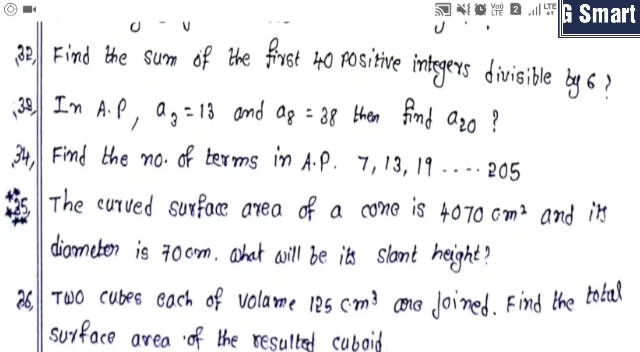 G Smart
32, Find the sum of the first 40 positive integers divisible by 6?
33, In A.P, a3 = 13 and a8 = 38 then find a20 ?
34, Find the no. of terms in A.P. 7, 13, 19 ..... 205
35, The curved surface area of a cone is 4070 cm² and its
diameter is 70cm. What will be its slant height?
36, Two cubes each of volume 125 cm³ are joined. Find the total
surface area of the resulted cuboid